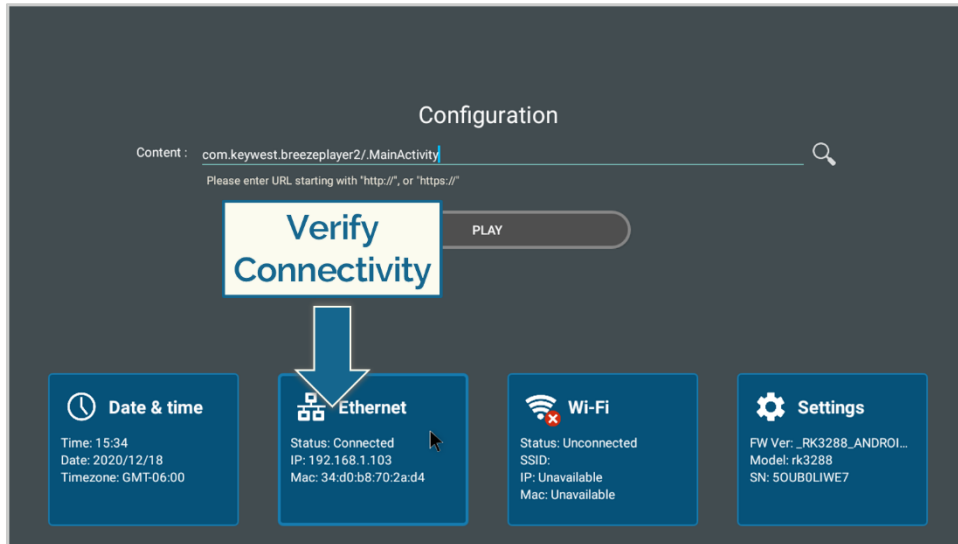 Configuration
Content : com.keywest.breezeplayer2/.MainActivity
Please enter URL starting with "http://", or "https://"
Verify
Connectivity
PLAY
Date & time
Time: 15:34
Date: 2020/12/18
Timezone: GMT-06:00
Ethernet
Status: Connected
IP: 192.168.1.103
Mac: 34:d0:b8:70:2a:d4
Wi-Fi
Status: Unconnected
SSID:
IP: Unavailable
Mac: Unavailable
Settings
FW Ver: _RK3288_ANDROI...
Model: rk3288
SN: 5OUB0LIWE7